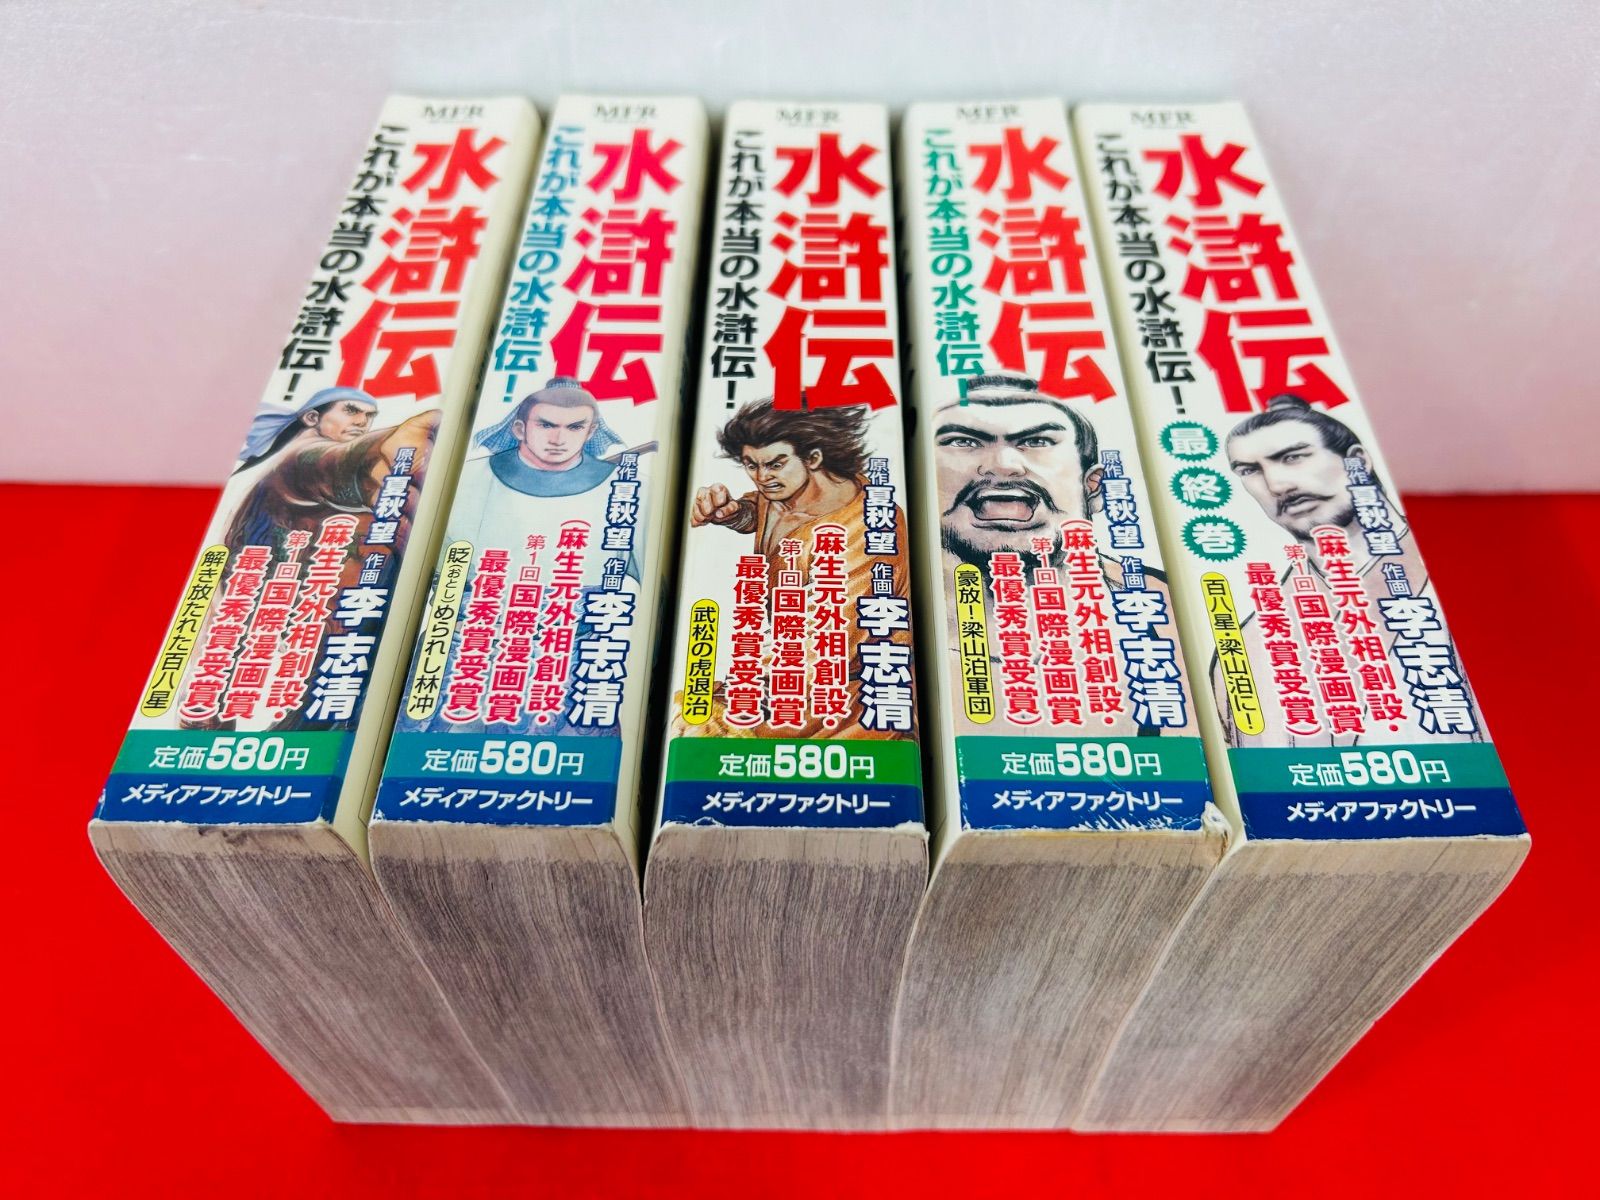 MFR
水滸伝
これが本当の水滸伝!
原作 夏秋望 作画 李志清
(麻生元外相創設・
第1回国際漫画賞
最優秀賞受賞)
解き放たれた百八星
定価580円
メディアファクトリー
MFR
水滸伝
これが本当の水滸伝!
原作 夏秋望 作画 李志清
(麻生元外相創設・
第1回国際漫画賞
最優秀賞受賞)
貶(おとし)められし林冲
定価580円
メディアファクトリー
MFR
水滸伝
これが本当の水滸伝!
原作 夏秋望 作画 李志清
(麻生元外相創設・
第1回国際漫画賞
最優秀賞受賞)
武松の虎退治
定価580円
メディアファクトリー
MFR
水滸伝
これが本当の水滸伝!
原作 夏秋望 作画 李志清
(麻生元外相創設・
第1回国際漫画賞
最優秀賞受賞)
豪放!梁山泊軍団
定価580円
メディアファクトリー
MFR
水滸伝
これが本当の水滸伝!
最終巻
原作 夏秋望 作画 李志清
(麻生元外相創設・
第1回国際漫画賞
最優秀賞受賞)
百八星・梁山泊に!
定価580円
メディアファクトリー